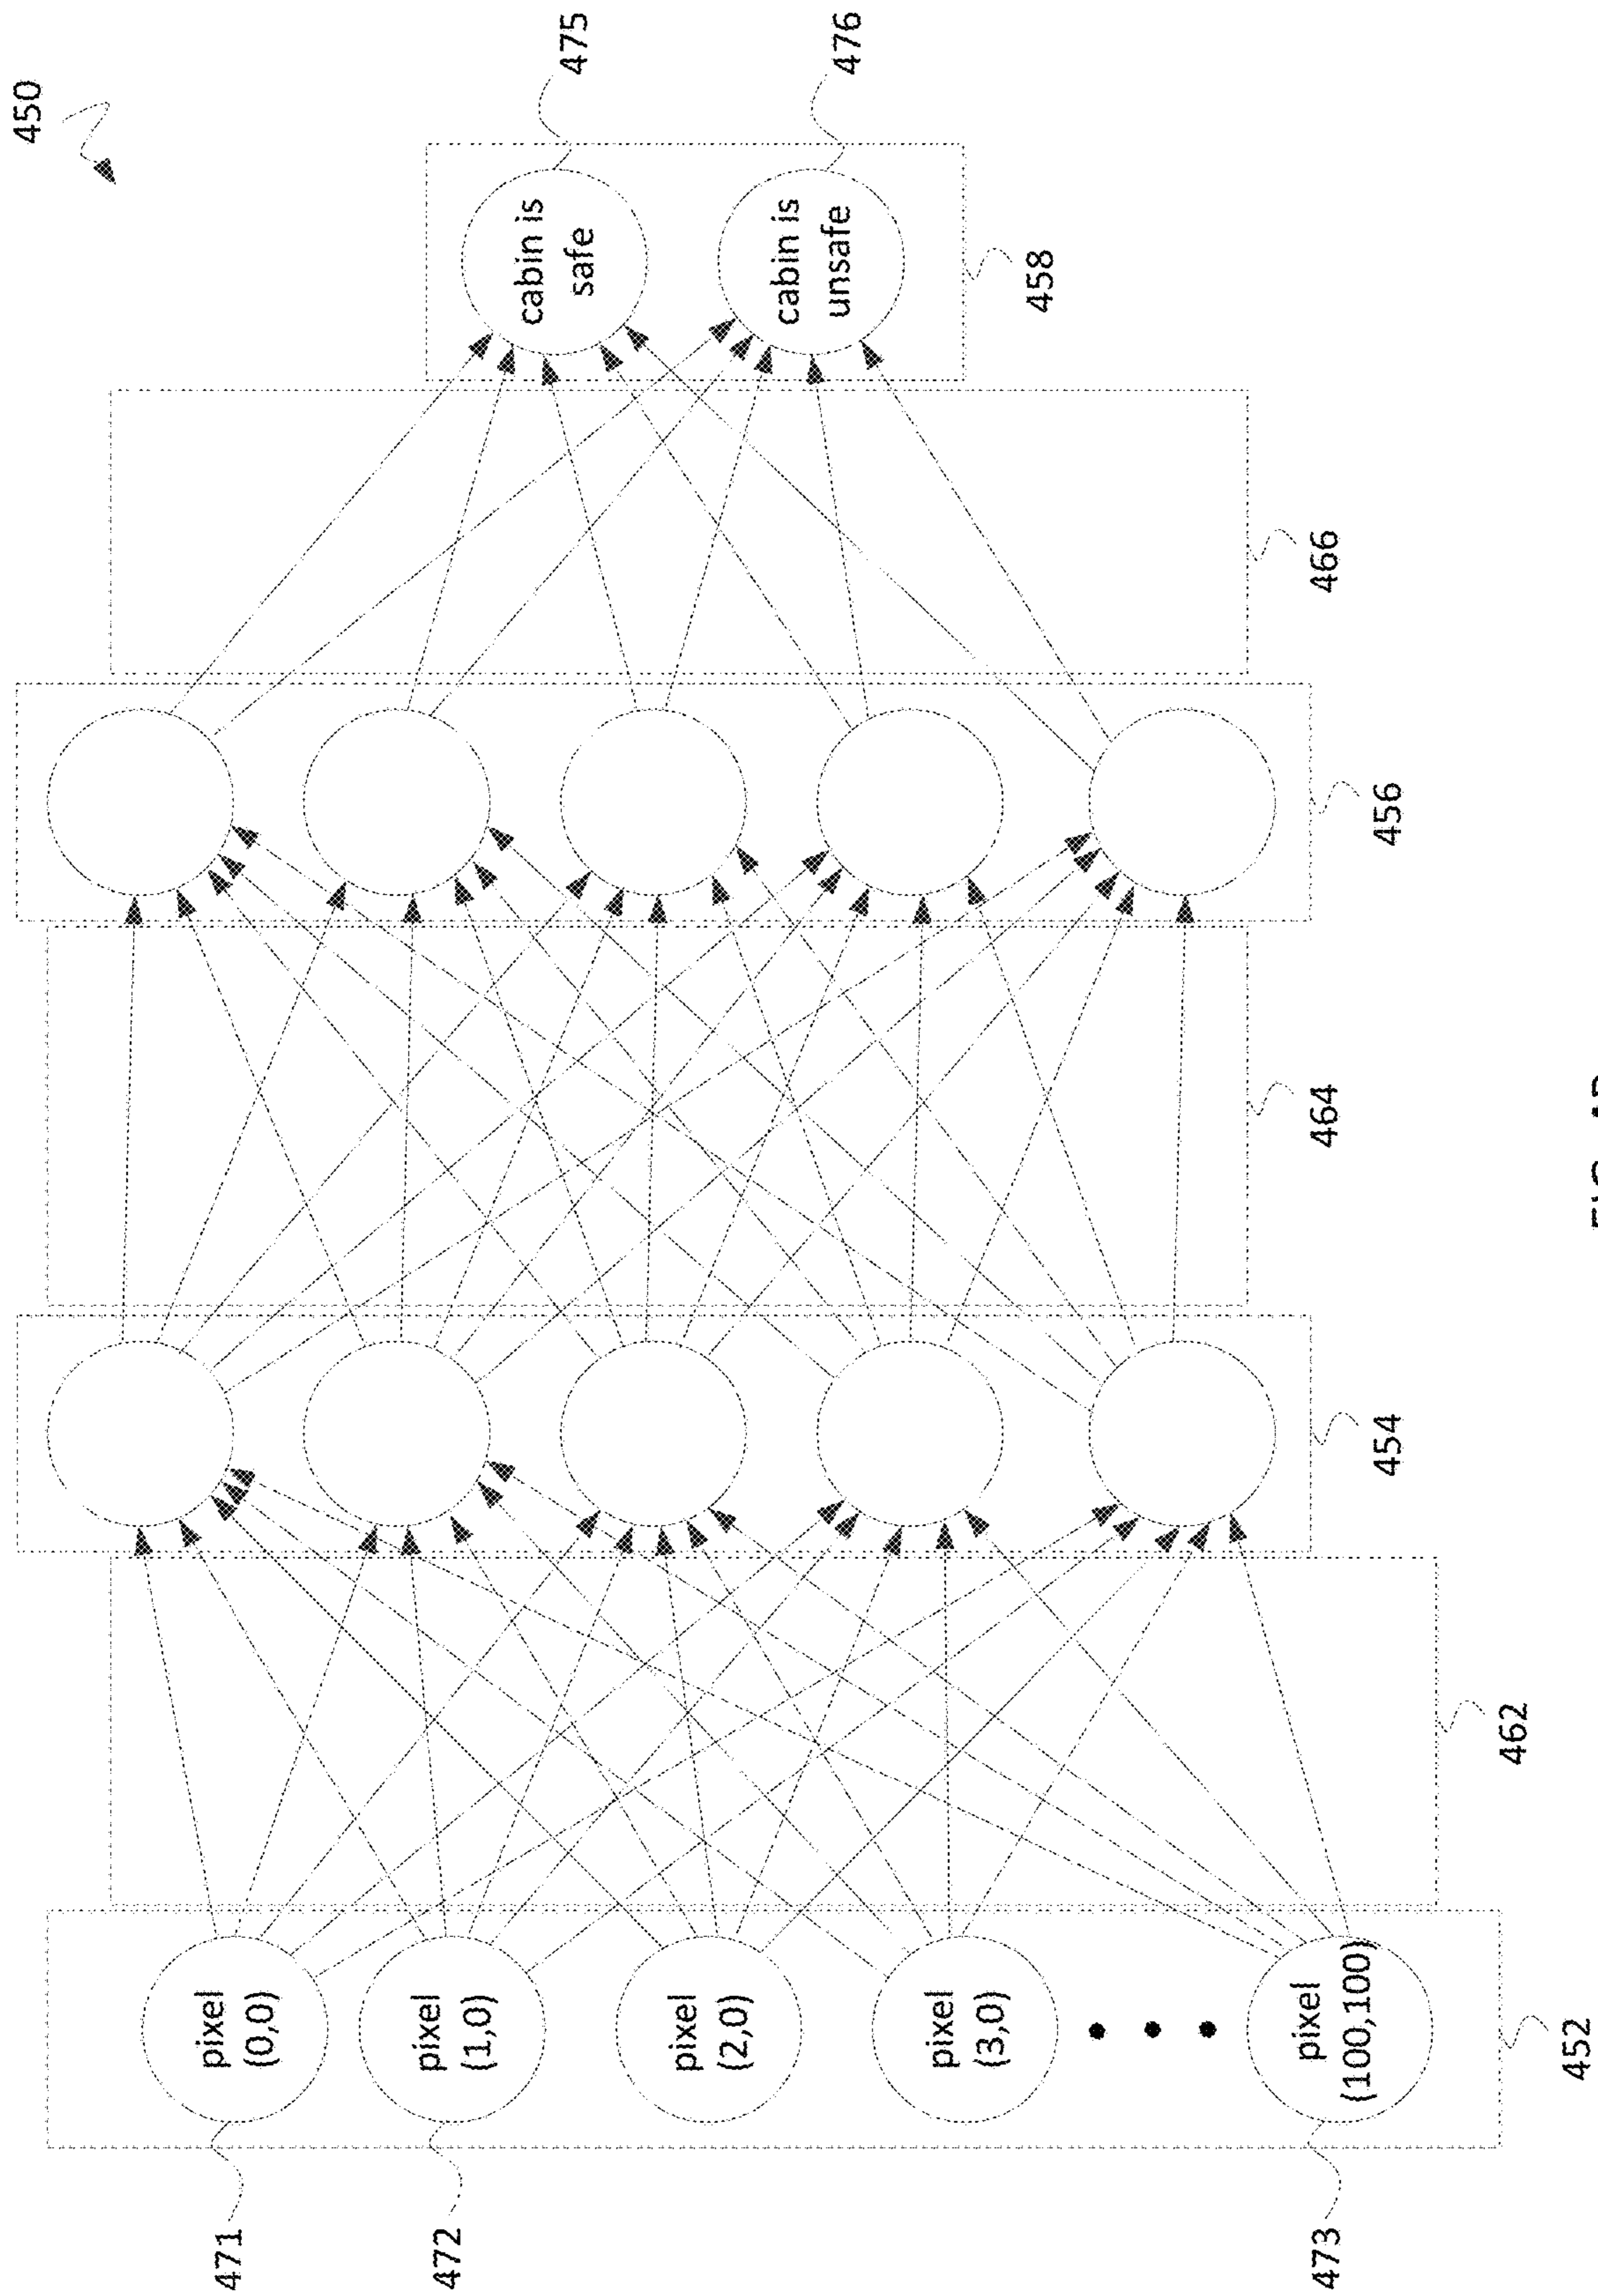 450
471
pixel
(0,0)
472
pixel
(1,0)
pixel
(2,0)
pixel
(3,0)
473
pixel
(100,100)
452
462
454
464
456
466
cabin is
safe
475
cabin is
unsafe
476
458